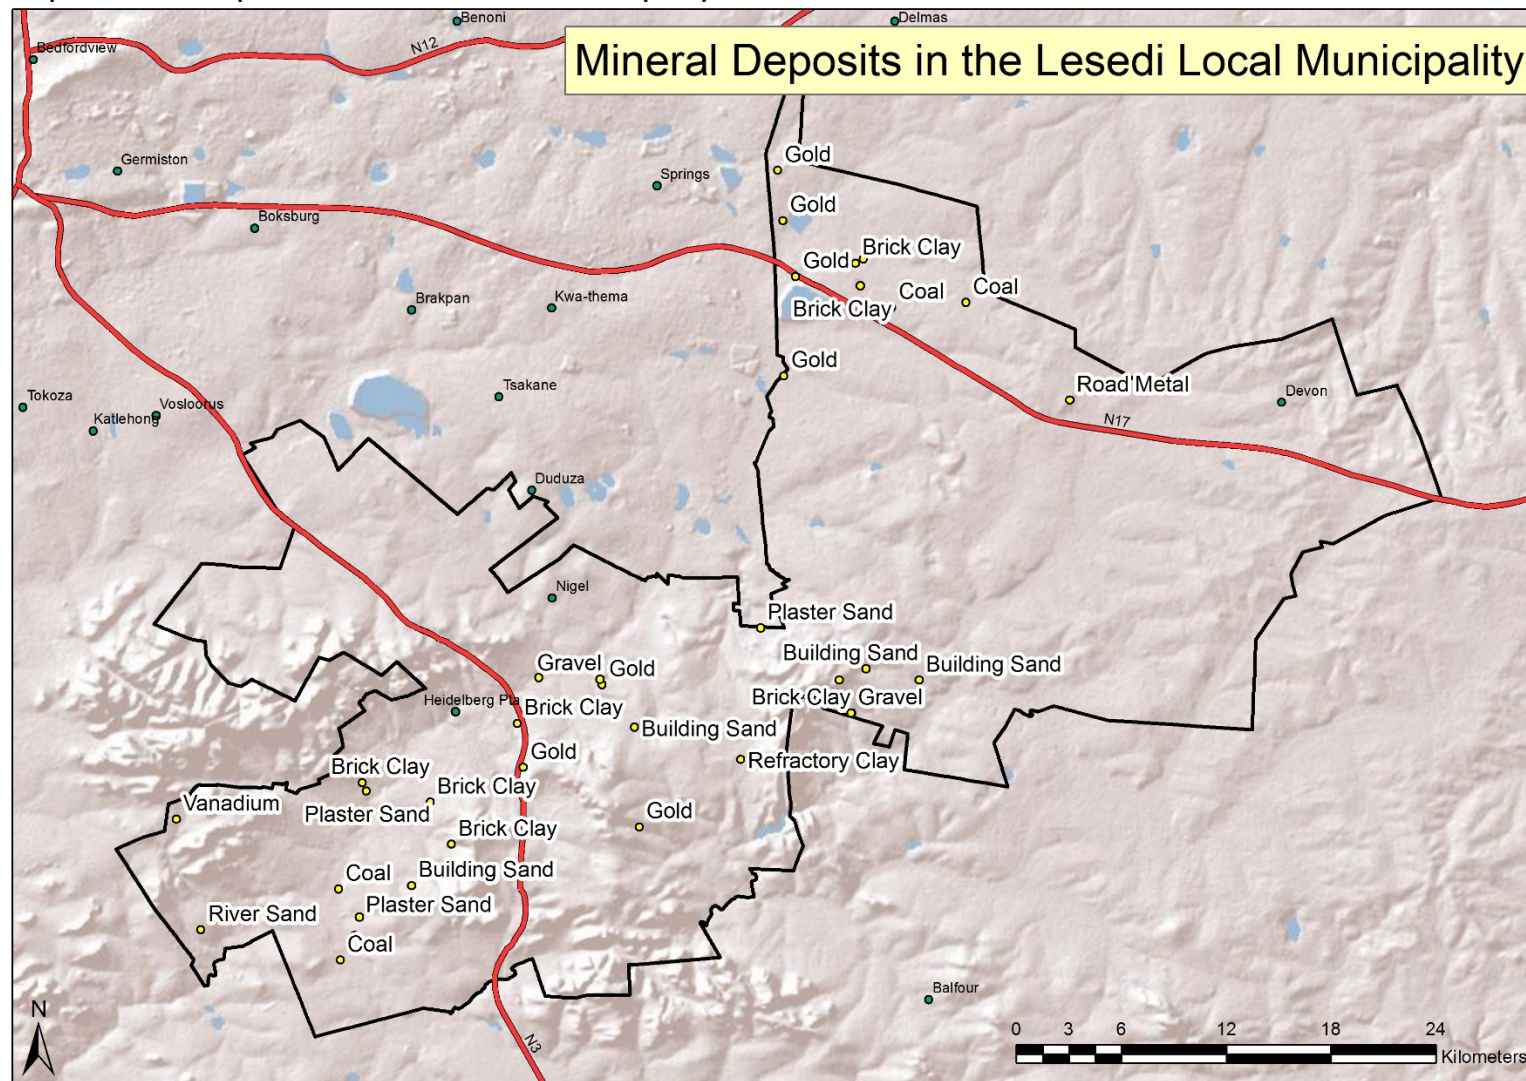 Benoni
Delmas
Bedfordview
N12
Mineral Deposits in the Lesedi Local Municipality
Germiston
Gold
Springs
Boksburg
Gold
Gold
Brick Clay
Brakpan
Kwa-thema
Brick Clay
Coal
Coal
Gold
Tsakane
Road Metal
Devon
Tokoza
Katlehong
Vosloorus
N17
Duduza
Nigel
Plaster Sand
Gravel
Gold
Building Sand
Building Sand
Heidelberg Pta
Brick Clay
Brick Clay
Gravel
Building Sand
Gold
Refractory Clay
Brick Clay
Brick Clay
Vanadium
Plaster Sand
Gold
Brick Clay
Coal
Building Sand
River Sand
Plaster Sand
Coal
Balfour
N
N3
0 3 6 12 18 24
Kilometers